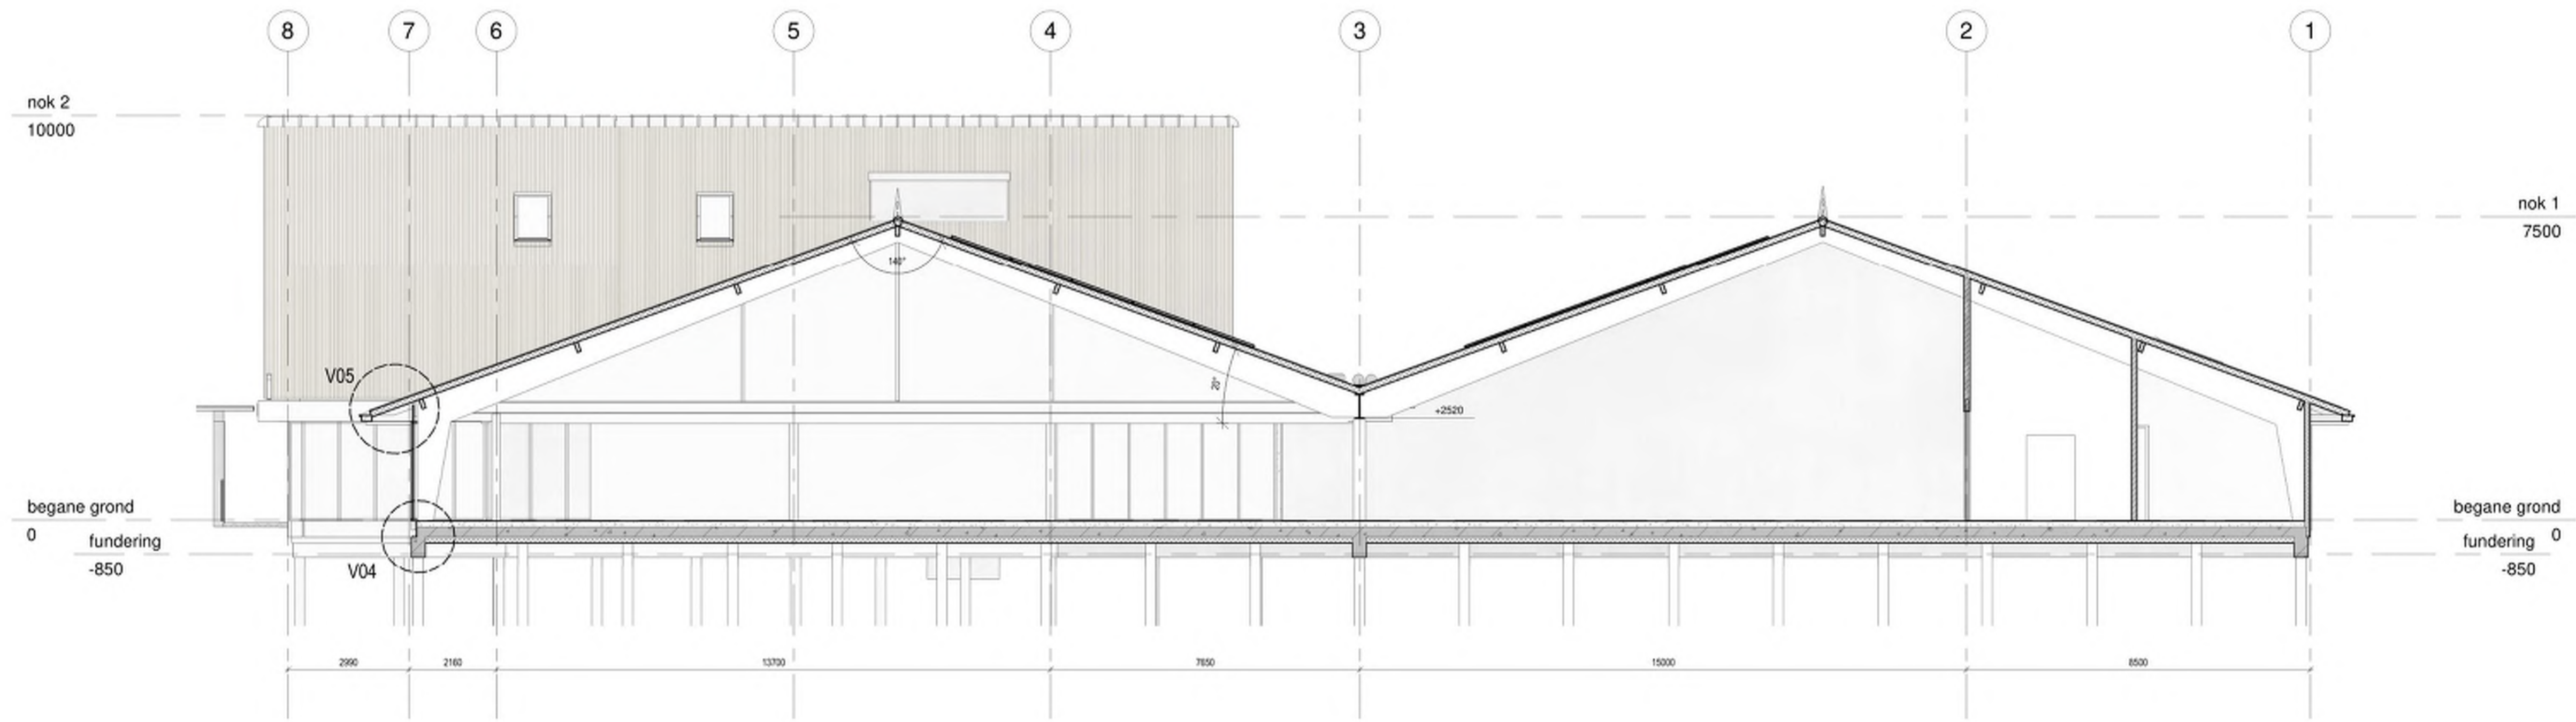 8 7 6 5 4 3 2 1
nok 2
10000
nok 1
7500
140°
V05
20°
+2520
begane grond
0
fundering
-850
V04
begane grond
0
fundering
-850
2990 2160 13700 7650 15000 8500